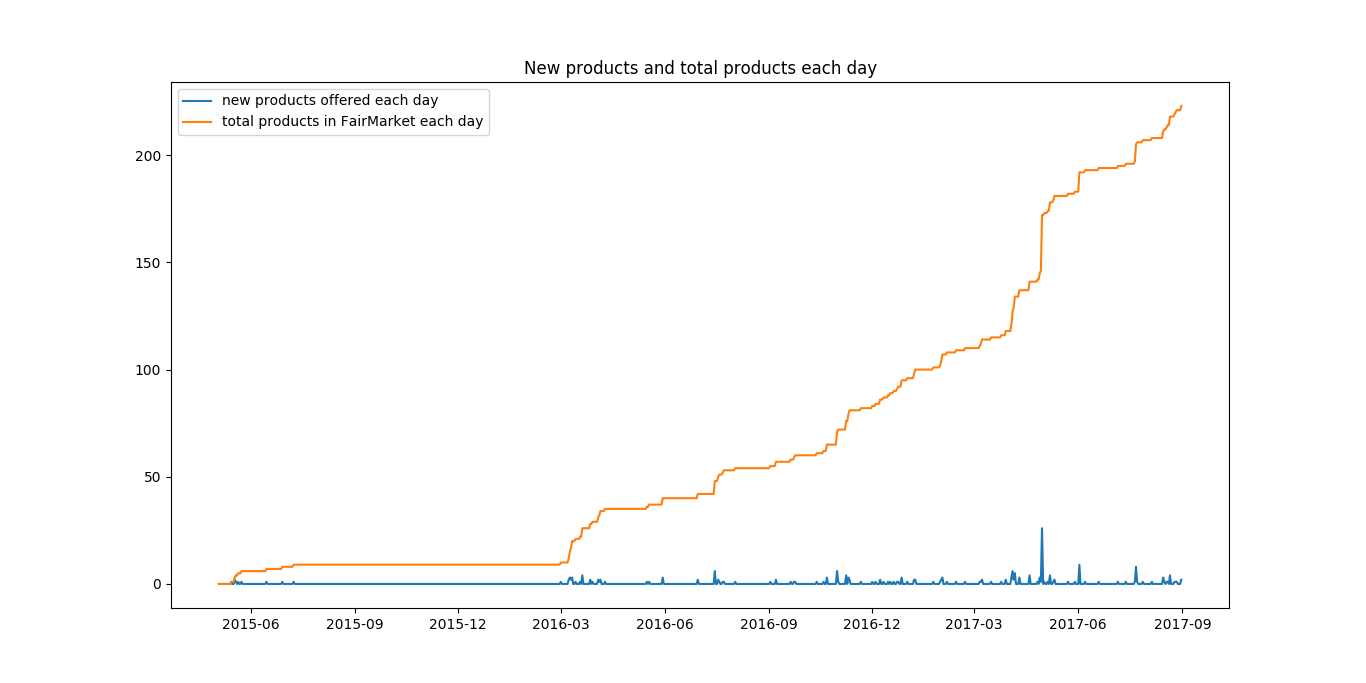 New products and total products each day
new products offered each day
total products in FairMarket each day
200
150
100
50
0
2015-06 2015-09 2015-12 2016-03 2016-06 2016-09 2016-12 2017-03 2017-06 2017-09